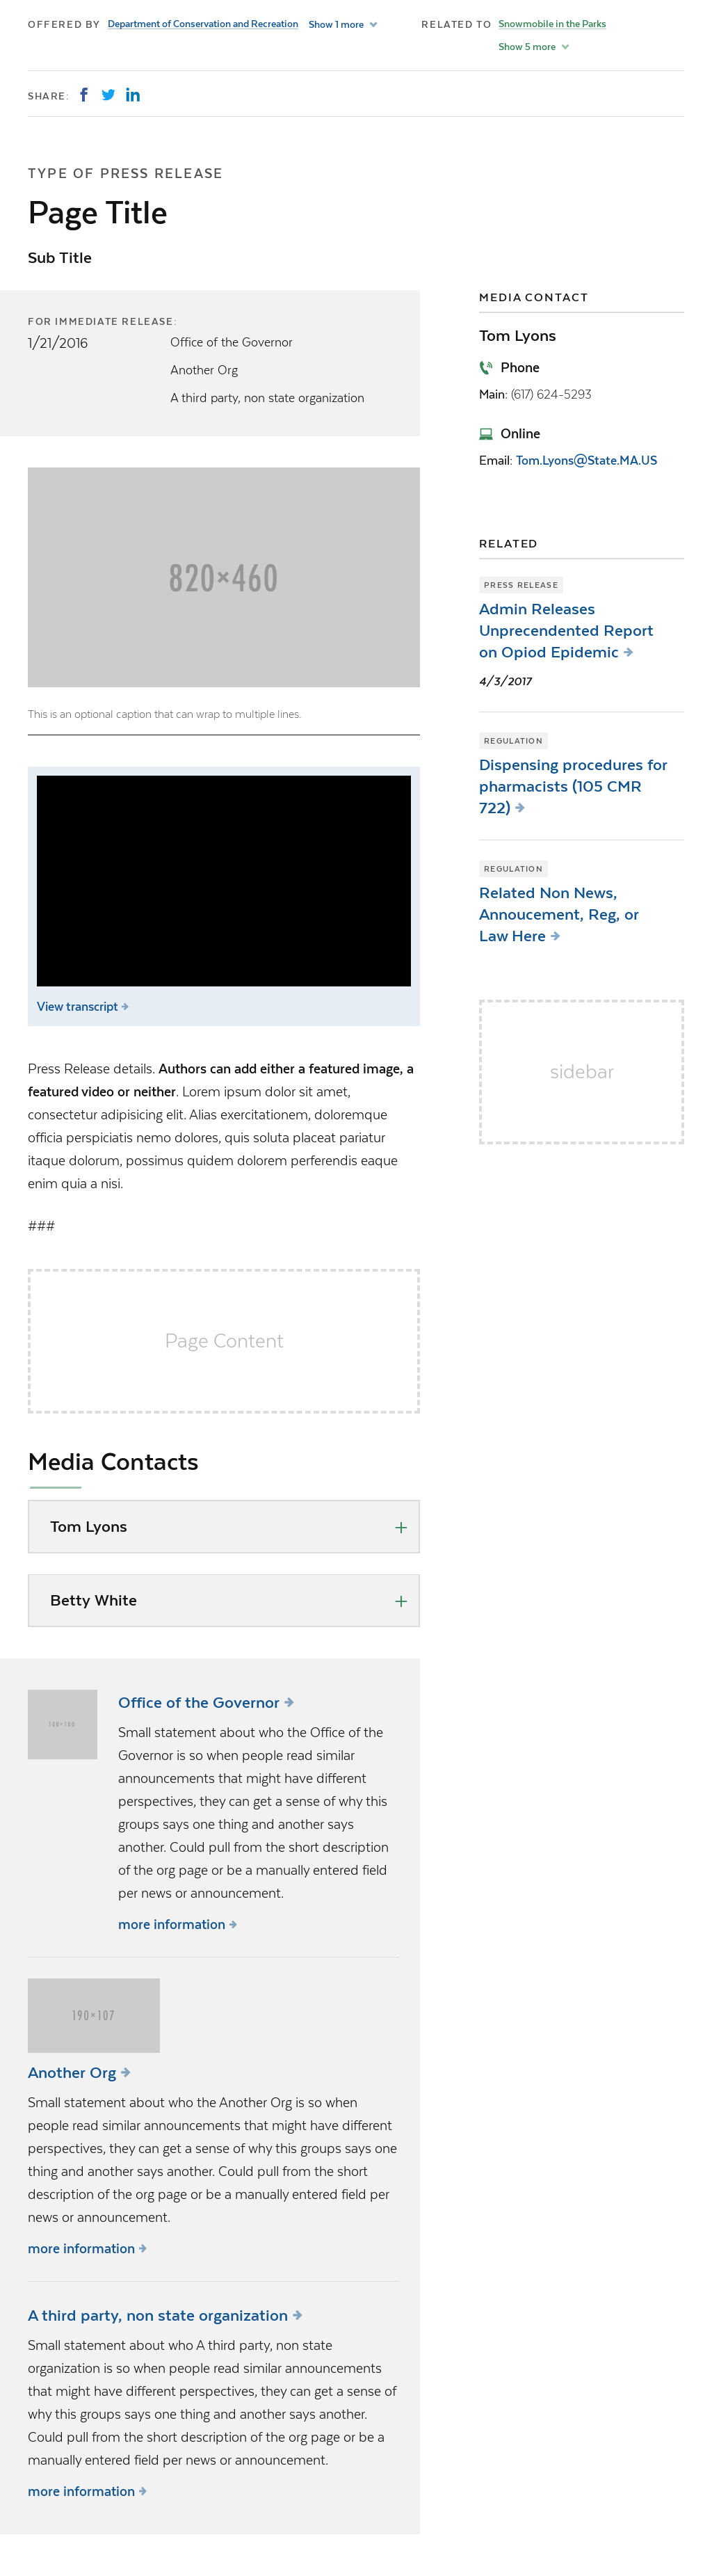 OFFERED BY Department of Conservation and Recreation Show 1 more
RELATED TO Snowmobile in the Parks
Show 5 more
SHARE:
TYPE OF PRESS RELEASE
Page Title
Sub Title
FOR IMMEDIATE RELEASE:
1/21/2016
Office of the Governor
Another Org
A third party, non state organization
820×460
This is an optional caption that can wrap to multiple lines.
View transcript
Press Release details. Authors can add either a featured image, a
featured video or neither. Lorem ipsum dolor sit amet,
consectetur adipisicing elit. Alias exercitationem, doloremque
officia perspiciatis nemo dolores, quis soluta placeat pariatur
itaque dolorum, possimus quidem dolorem perferendis eaque
enim quia a nisi.
###
Page Content
Media Contacts
Tom Lyons
Betty White
100×100
Office of the Governor
Small statement about who the Office of the
Governor is so when people read similar
announcements that might have different
perspectives, they can get a sense of why this
groups says one thing and another says
another. Could pull from the short description
of the org page or be a manually entered field
per news or announcement.
more information
190×107
Another Org
Small statement about who the Another Org is so when
people read similar announcements that might have different
perspectives, they can get a sense of why this groups says one
thing and another says another. Could pull from the short
description of the org page or be a manually entered field per
news or announcement.
more information
A third party, non state organization
Small statement about who A third party, non state
organization is so when people read similar announcements
that might have different perspectives, they can get a sense of
why this groups says one thing and another says another.
Could pull from the short description of the org page or be a
manually entered field per news or announcement.
more information
MEDIA CONTACT
Tom Lyons
Phone
Main: (617) 624-5293
Online
Email: Tom.Lyons@State.MA.US
RELATED
PRESS RELEASE
Admin Releases
Unprecendented Report
on Opiod Epidemic
4/3/2017
REGULATION
Dispensing procedures for
pharmacists (105 CMR
722)
REGULATION
Related Non News,
Annoucement, Reg, or
Law Here
sidebar